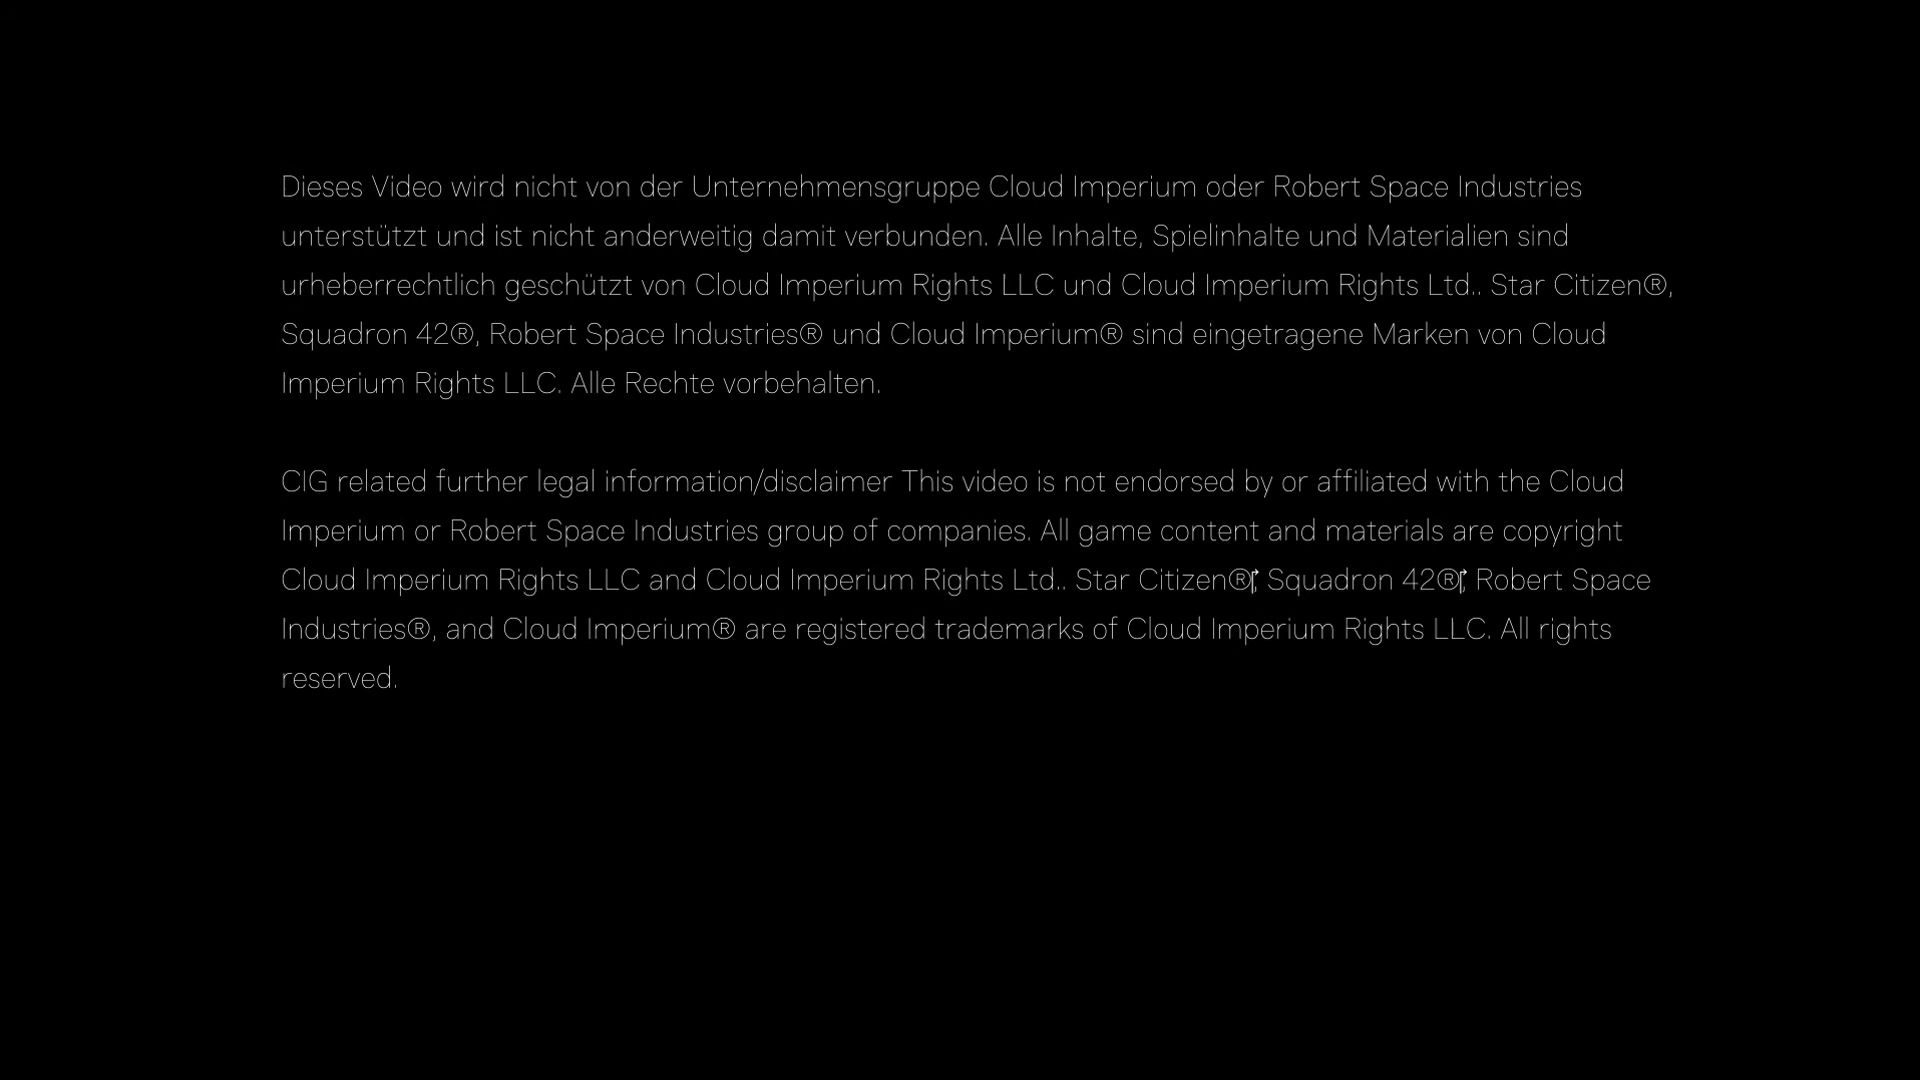 Dieses Video wird nicht von der Unternehmensgruppe Cloud Imperium oder Robert Space Industries
unterstützt und ist nicht anderweitig damit verbunden. Alle Inhalte, Spielinhalte und Materialien sind
urheberrechtlich geschützt von Cloud Imperium Rights LLC und Cloud Imperium Rights Ltd.. Star Citizen®,
Squadron 42®, Robert Space Industries® und Cloud Imperium® sind eingetragene Marken von Cloud
Imperium Rights LLC. Alle Rechte vorbehalten.
CIG related further legal information/disclaimer This video is not endorsed by or affiliated with the Cloud
Imperium or Robert Space Industries group of companies. All game content and materials are copyright
Cloud Imperium Rights LLC and Cloud Imperium Rights Ltd.. Star Citizen®, Squadron 42®, Robert Space
Industries®, and Cloud Imperium® are registered trademarks of Cloud Imperium Rights LLC. All rights
reserved.